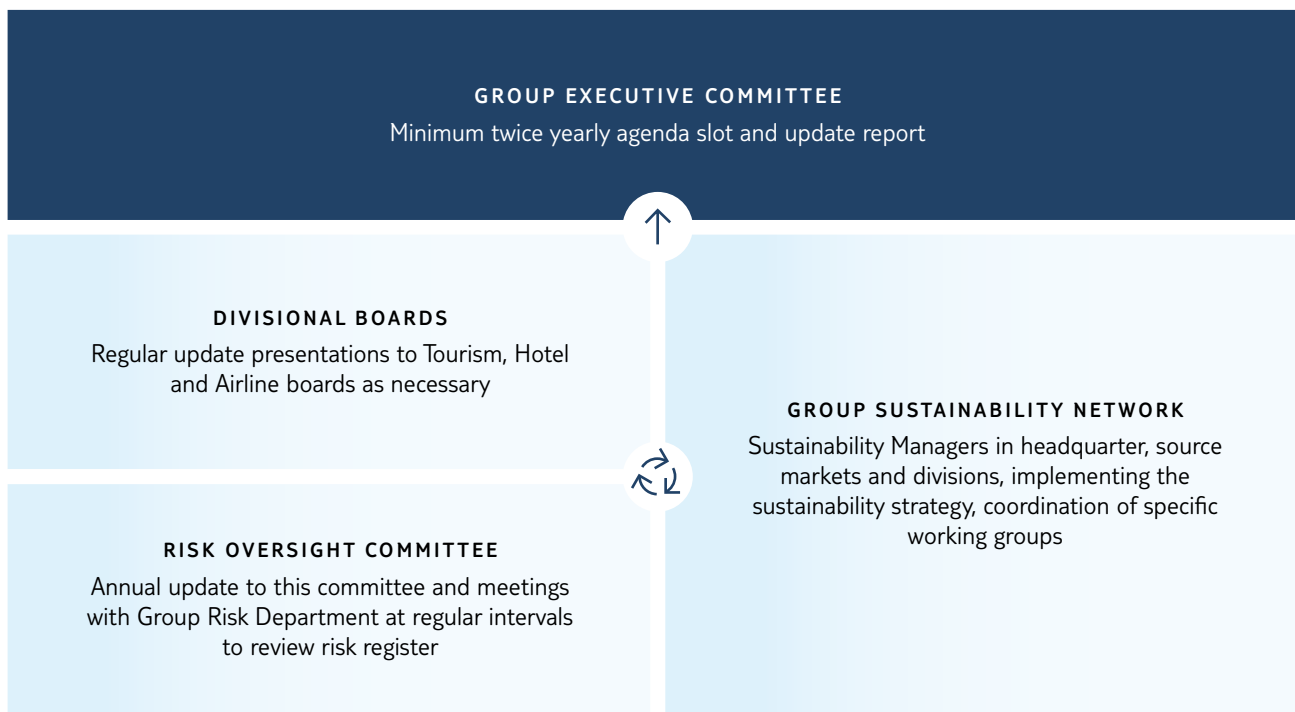 GROUP EXECUTIVE COMMITTEE
Minimum twice yearly agenda slot and update report
DIVISIONAL BOARDS
Regular update presentations to Tourism, Hotel
and Airline boards as necessary
RISK OVERSIGHT COMMITTEE
Annual update to this committee and meetings
with Group Risk Department at regular intervals
to review risk register
GROUP SUSTAINABILITY NETWORK
Sustainability Managers in headquarter, source
markets and divisions, implementing the
sustainability strategy, coordination of specific
working groups